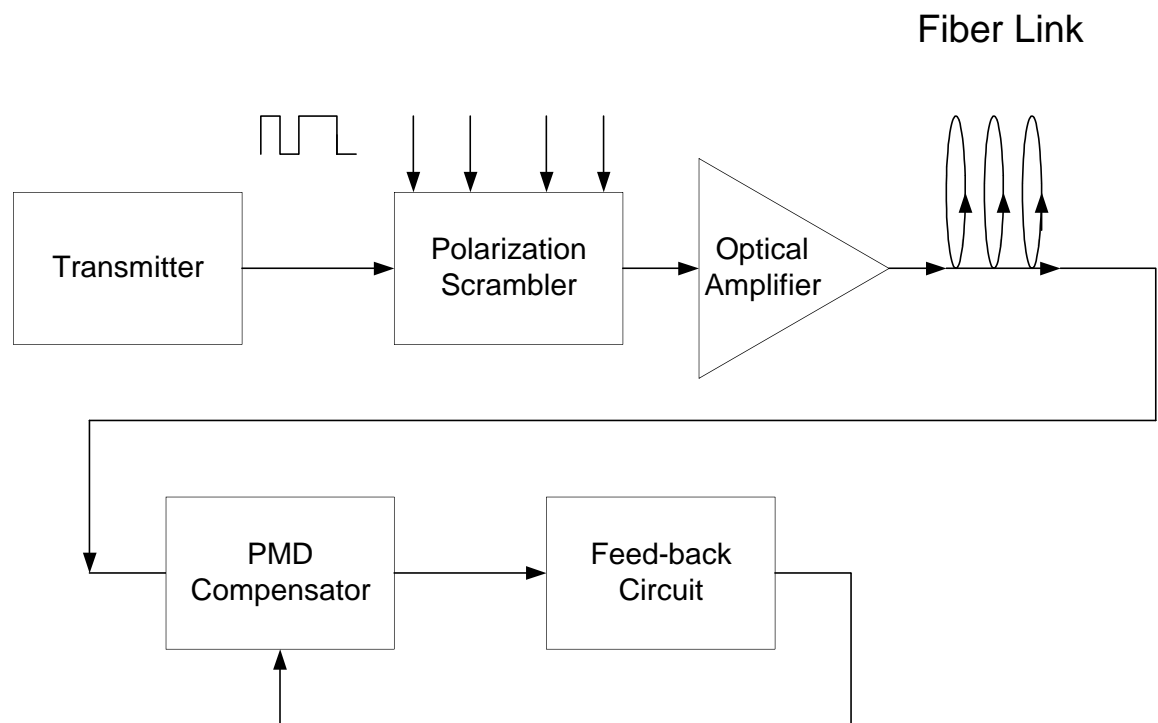 Fiber Link
Transmitter
Polarization
Scrambler
Optical
Amplifier
PMD
Compensator
Feed-back
Circuit